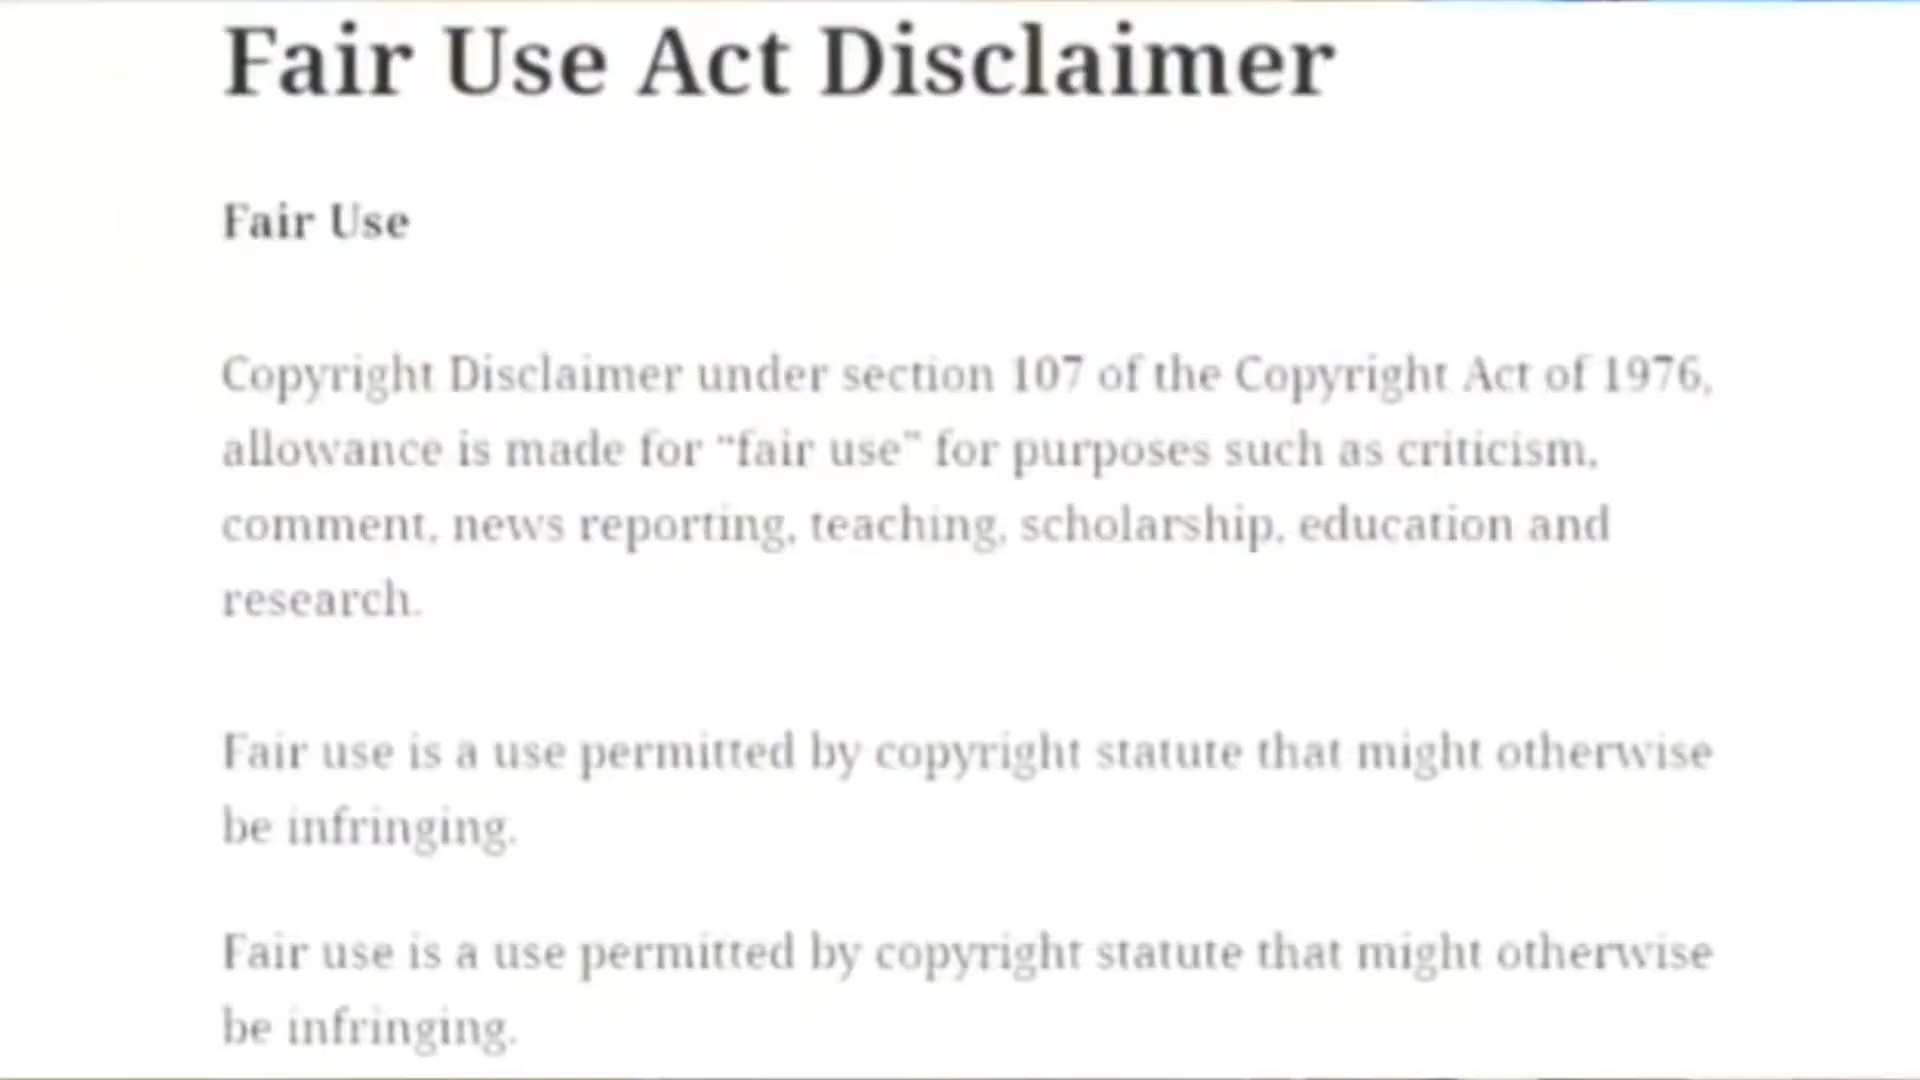 Fair Use Act Disclaimer
Fair Use
Copyright Disclaimer under section 107 of the Copyright Act of 1976,
allowance is made for “fair use” for purposes such as criticism,
comment, news reporting, teaching, scholarship, education and
research.
Fair use is a use permitted by copyright statute that might otherwise
be infringing.
Fair use is a use permitted by copyright statute that might otherwise
be infringing.